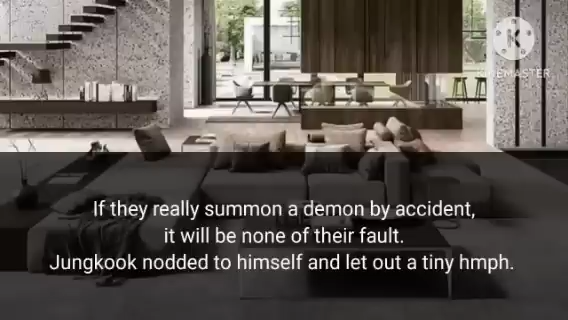 KINEMASTER
If they really summon a demon by accident,
it will be none of their fault.
Jungkook nodded to himself and let out a tiny hmph.